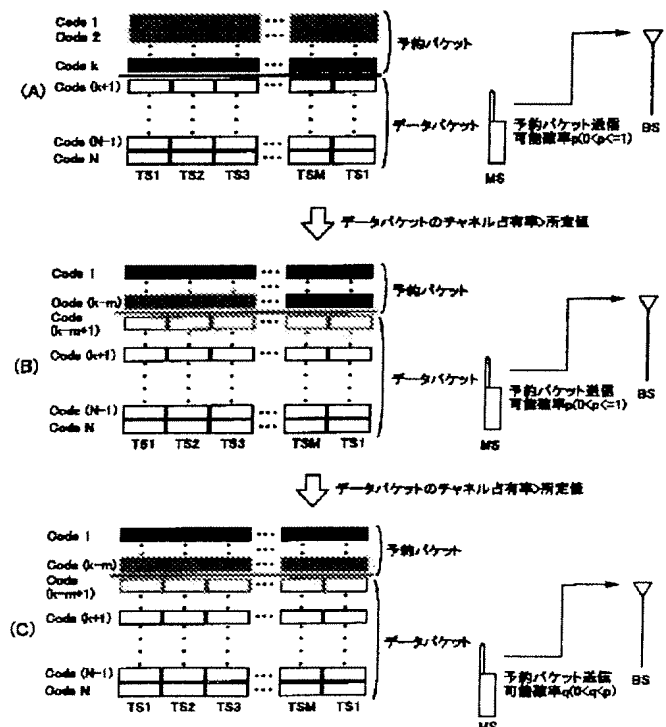 (A)
Code 1
Code 2
Code k
Code (k+1)
Code (N-1)
Code N
TS1 TS2 TS3 TSM TS1
予約パケット
データパケット
予約パケット送信
可能確率p(0<p<=1)
MS
BS
データパケットのチャネル占有率>所定値
(B)
Code 1
Code (k-m)
Code
(k-m+1)
Code (k+1)
Code (N-1)
Code N
TS1 TS2 TS3 TSM TS1
予約パケット
データパケット
予約パケット送信
可能確率p(0<p<=1)
MS
BS
データパケットのチャネル占有率>所定値
(C)
Code 1
Code (k-m)
Code
(k-m+1)
Code (k+1)
Code (N-1)
Code N
TS1 TS2 TS3 TSM TS1
予約パケット
データパケット
予約パケット送信
可能確率q(0<q<p)
MS
BS